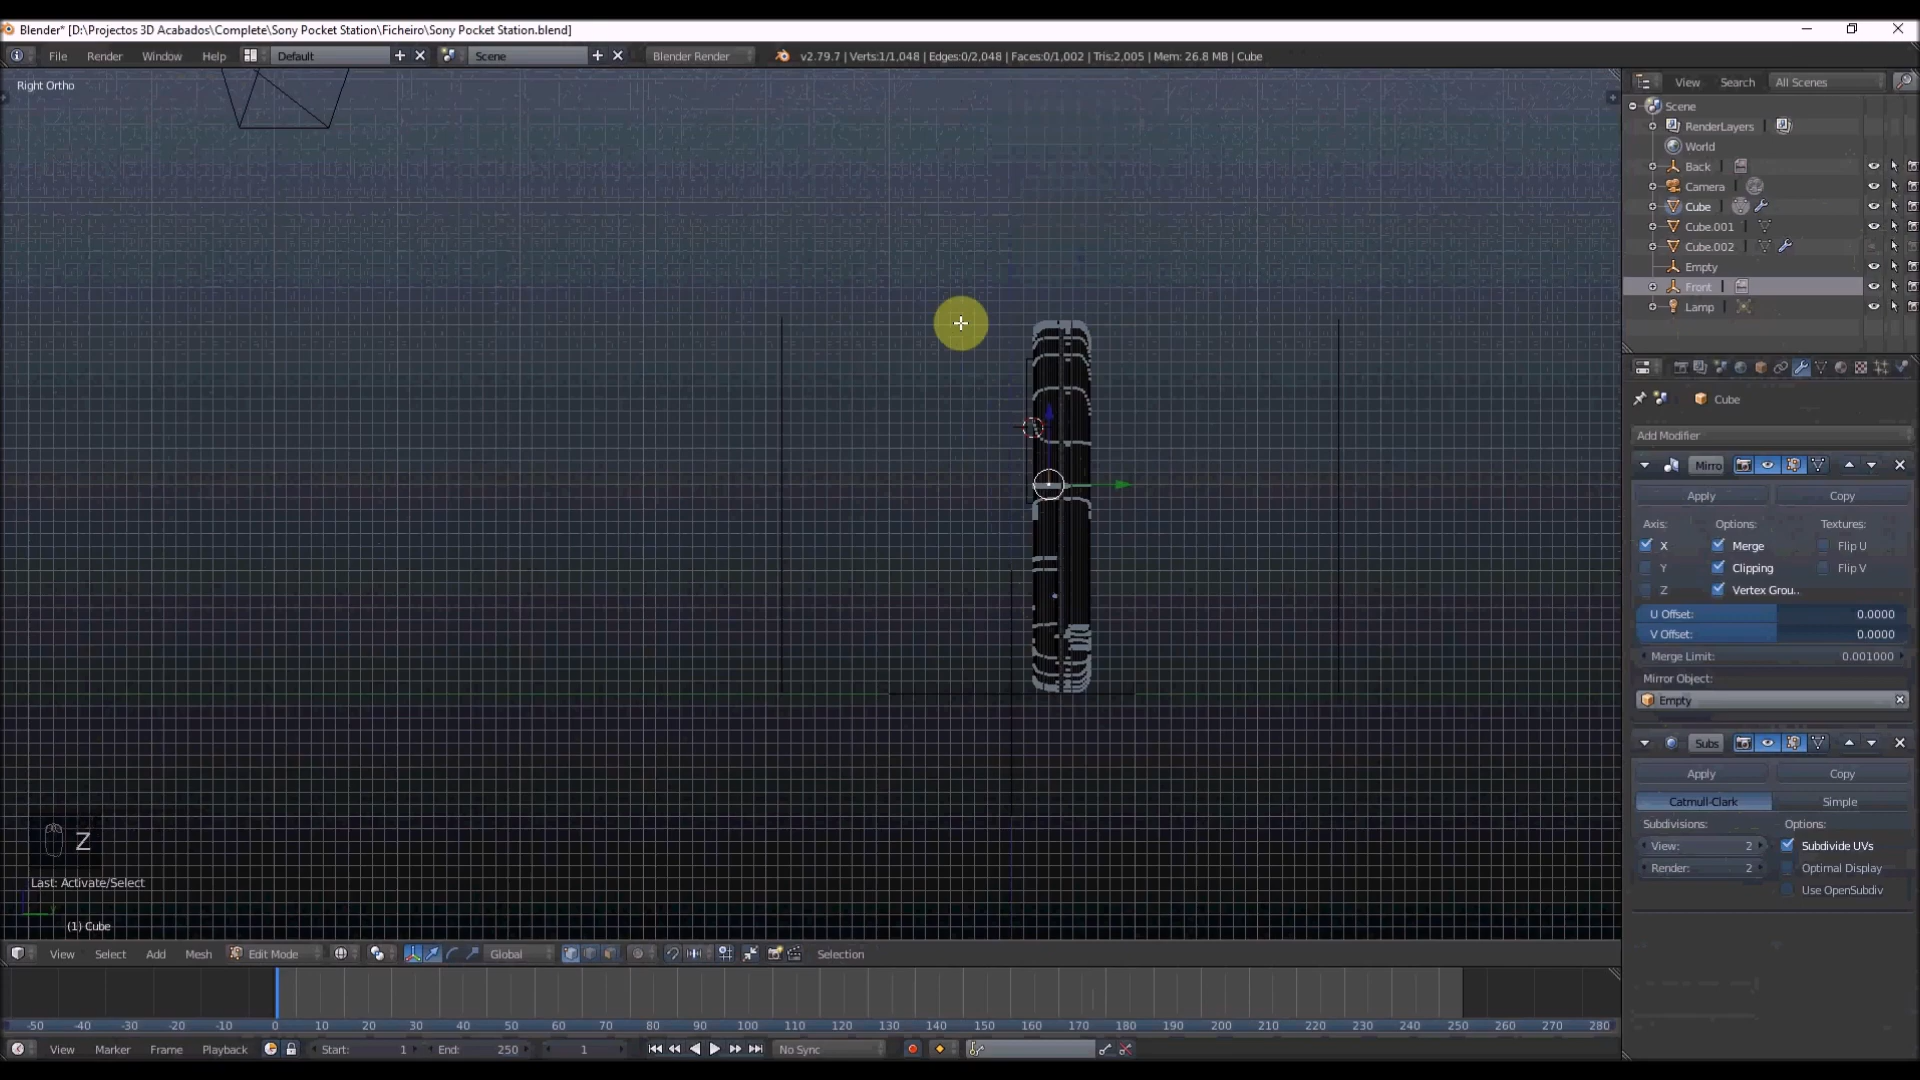 Blender* [D:\Projectos 3D Acabados\Complete\Sony Pocket Station\Ficheiro\Sony Pocket Station.blend]
File Render Window Help Default Scene Blender Render v2.79.7 | Verts:1/1,048 | Edges:0/2,048 | Faces:0/1,002 | Tris:2,005 | Mem: 26.8 MB | Cube
Right Ortho
View Search All Scenes
Scene
RenderLayers
World
Back
Camera
Cube
Cube.001
Cube.002
Empty
Front
Lamp
Cube
Add Modifier
Mirro
Apply Copy
Axis: Options: Textures:
X Merge Flip U
Y Clipping Flip V
Z Vertex Grou..
U Offset: 0.0000
V Offset: 0.0000
Merge Limit: 0.001000
Mirror Object:
Empty
Subs
Apply Copy
Catmull-Clark Simple
Subdivisions: Options:
View: 2 Subdivide UVs
Render: 2 Optimal Display
Use OpenSubdiv
Z
Last: Activate/Select
(1) Cube
View Select Add Mesh Edit Mode Global Selection
-50 -40 -30 -20 -10 0 10 20 30 40 50 60 70 80 90 100 110 120 130 140 150 160 170 180 190 200 210 220 230 240 250 260 270 280
View Marker Frame Playback Start: 1 End: 250 1 No Sync